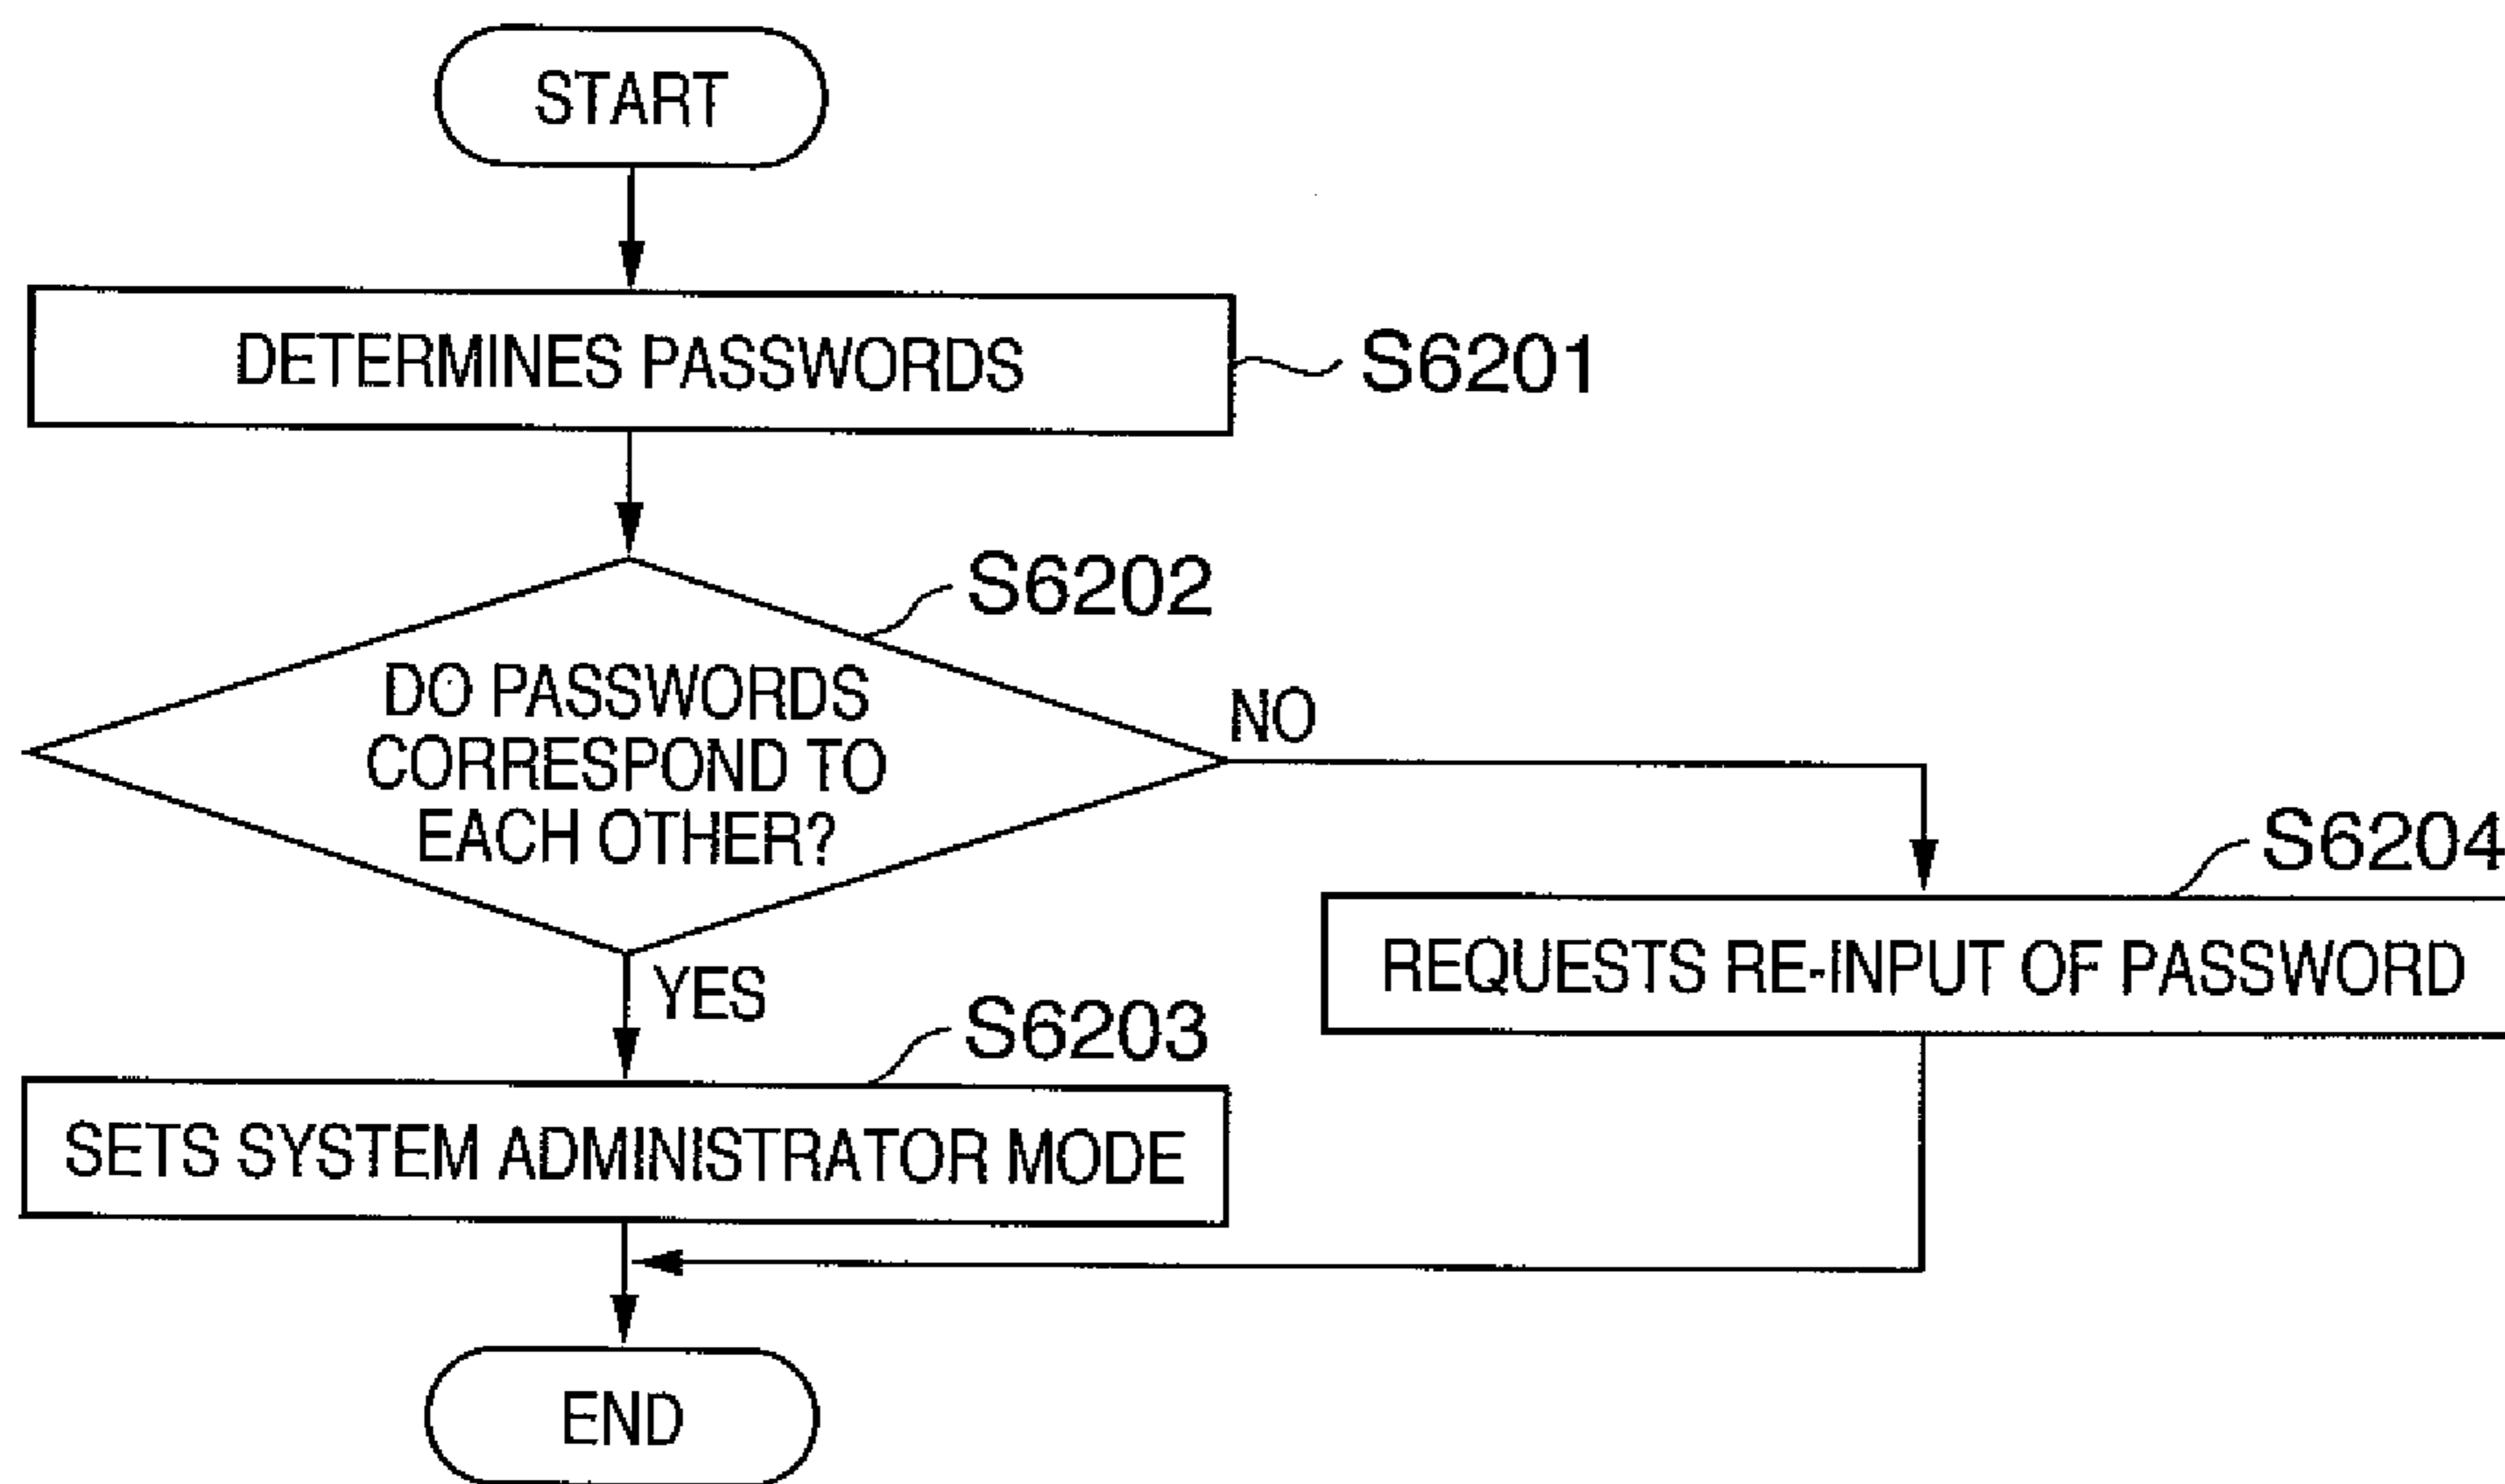 START
DETERMINES PASSWORDS
S6201
S6202
DO PASSWORDS
CORRESPOND TO
EACH OTHER?
NO
S6204
REQUESTS RE-INPUT OF PASSWORD
YES
S6203
SETS SYSTEM ADMINISTRATOR MODE
END